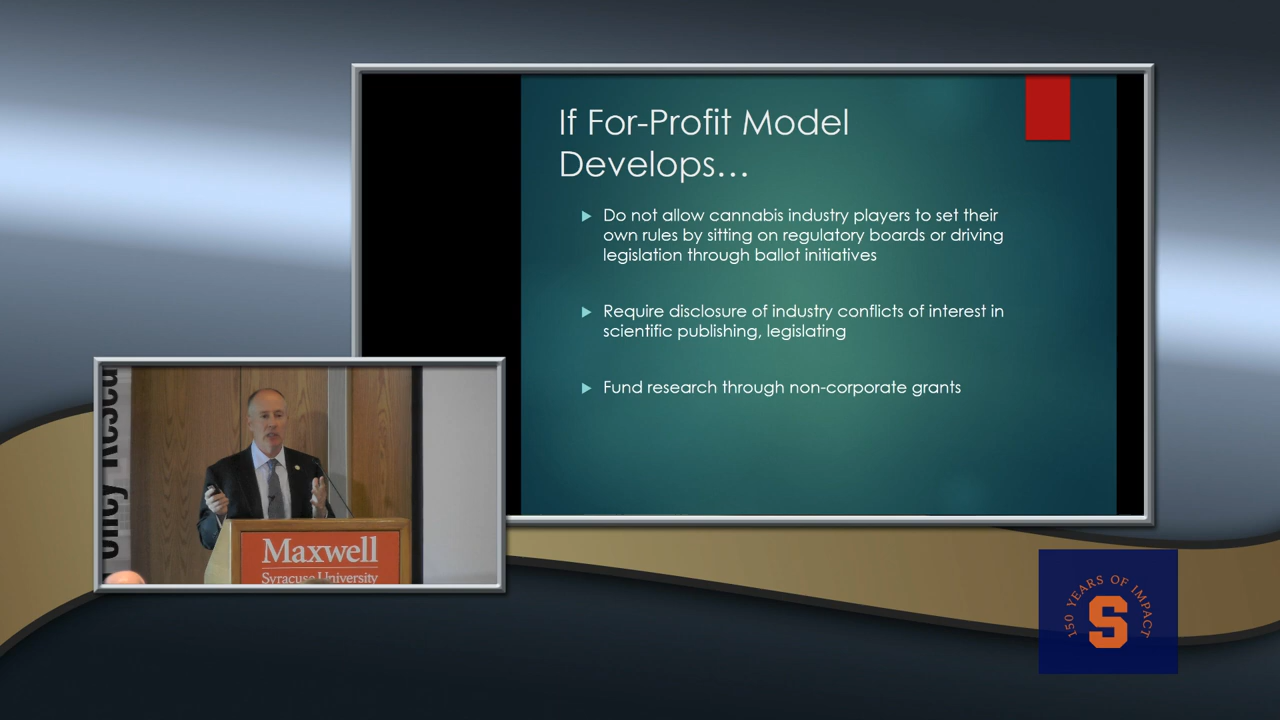 If For-Profit Model
Develops...
Do not allow cannabis industry players to set their
own rules by sitting on regulatory boards or driving
legislation through ballot initiatives
Require disclosure of industry conflicts of interest in
scientific publishing, legislating
Fund research through non-corporate grants
Maxwell
Syracuse University
150 YEARS OF IMPACT
S